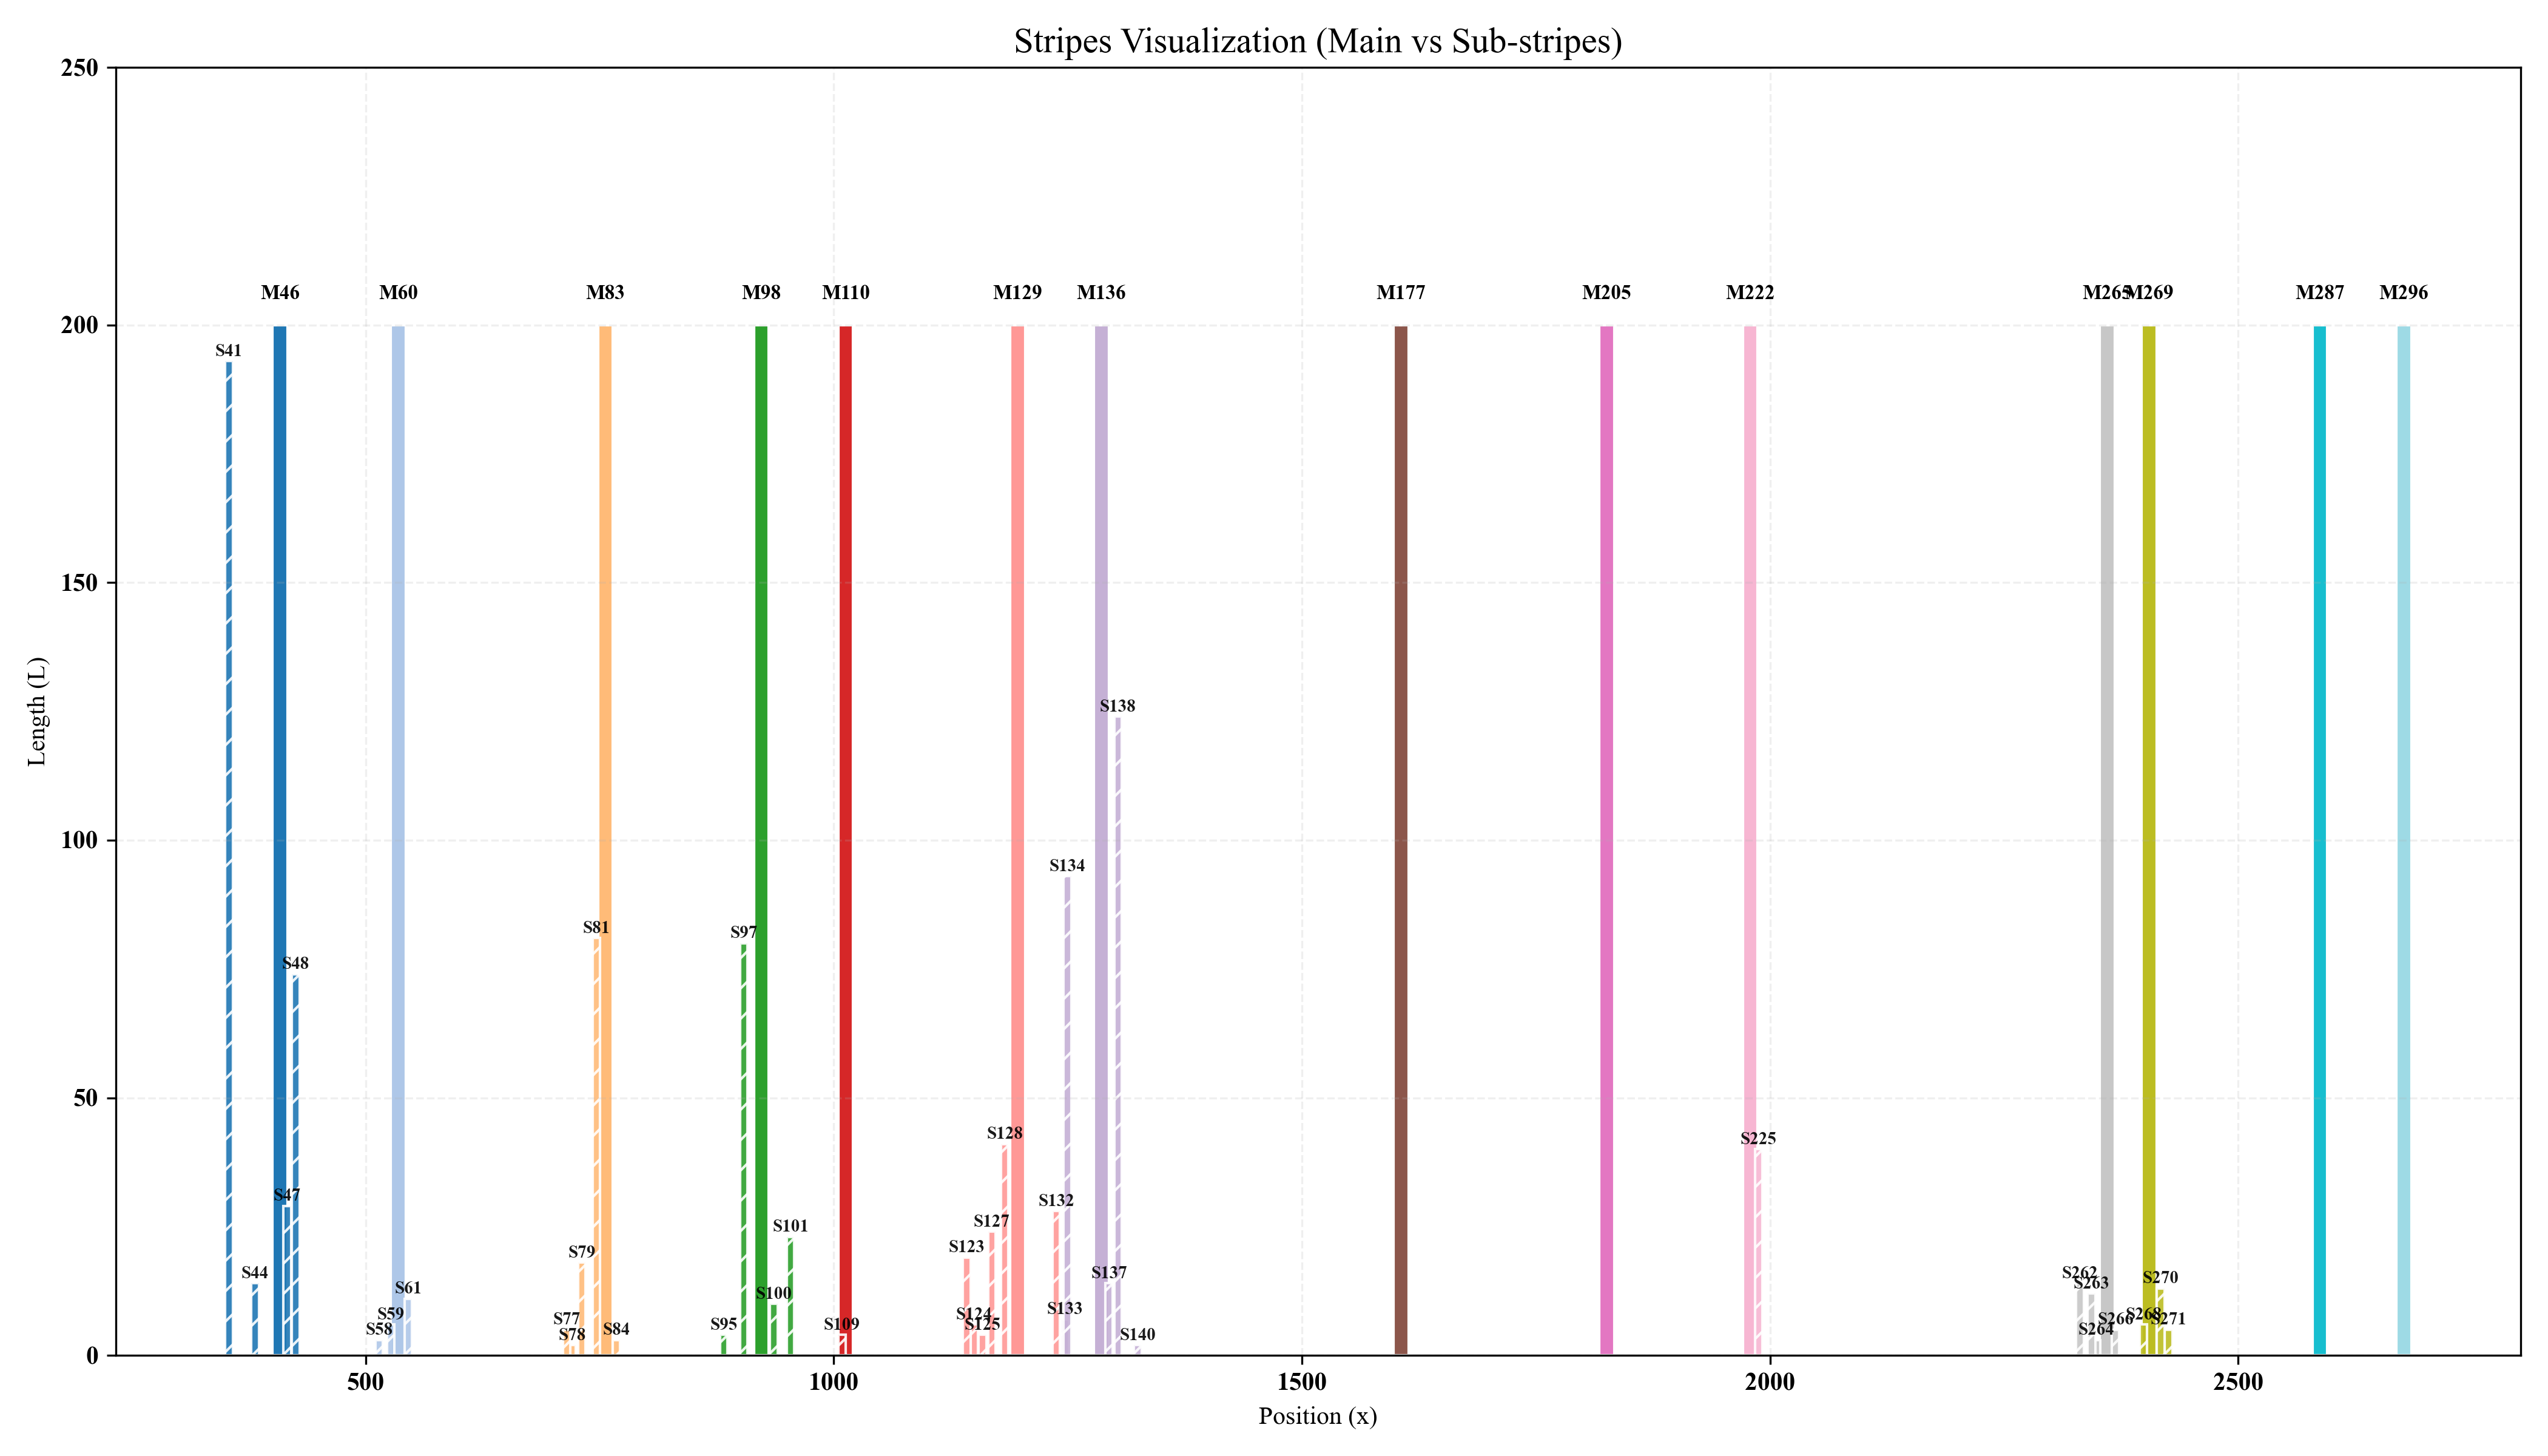 Stripes Visualization (Main vs Sub-stripes)
250
200
150
100
50
0
Length (L)
M46
M60
M83
M98
M110
M129
M136
M177
M205
M222
M265
M269
M287
M296
S41
S44
S47
S48
S58
S59
S61
S77
S78
S79
S81
S84
S95
S97
S100
S101
S109
S123
S124
S125
S127
S128
S132
S133
S134
S137
S138
S140
S225
S262
S263
S264
S266
S268
S270
S271
500
1000
1500
2000
2500
Position (x)